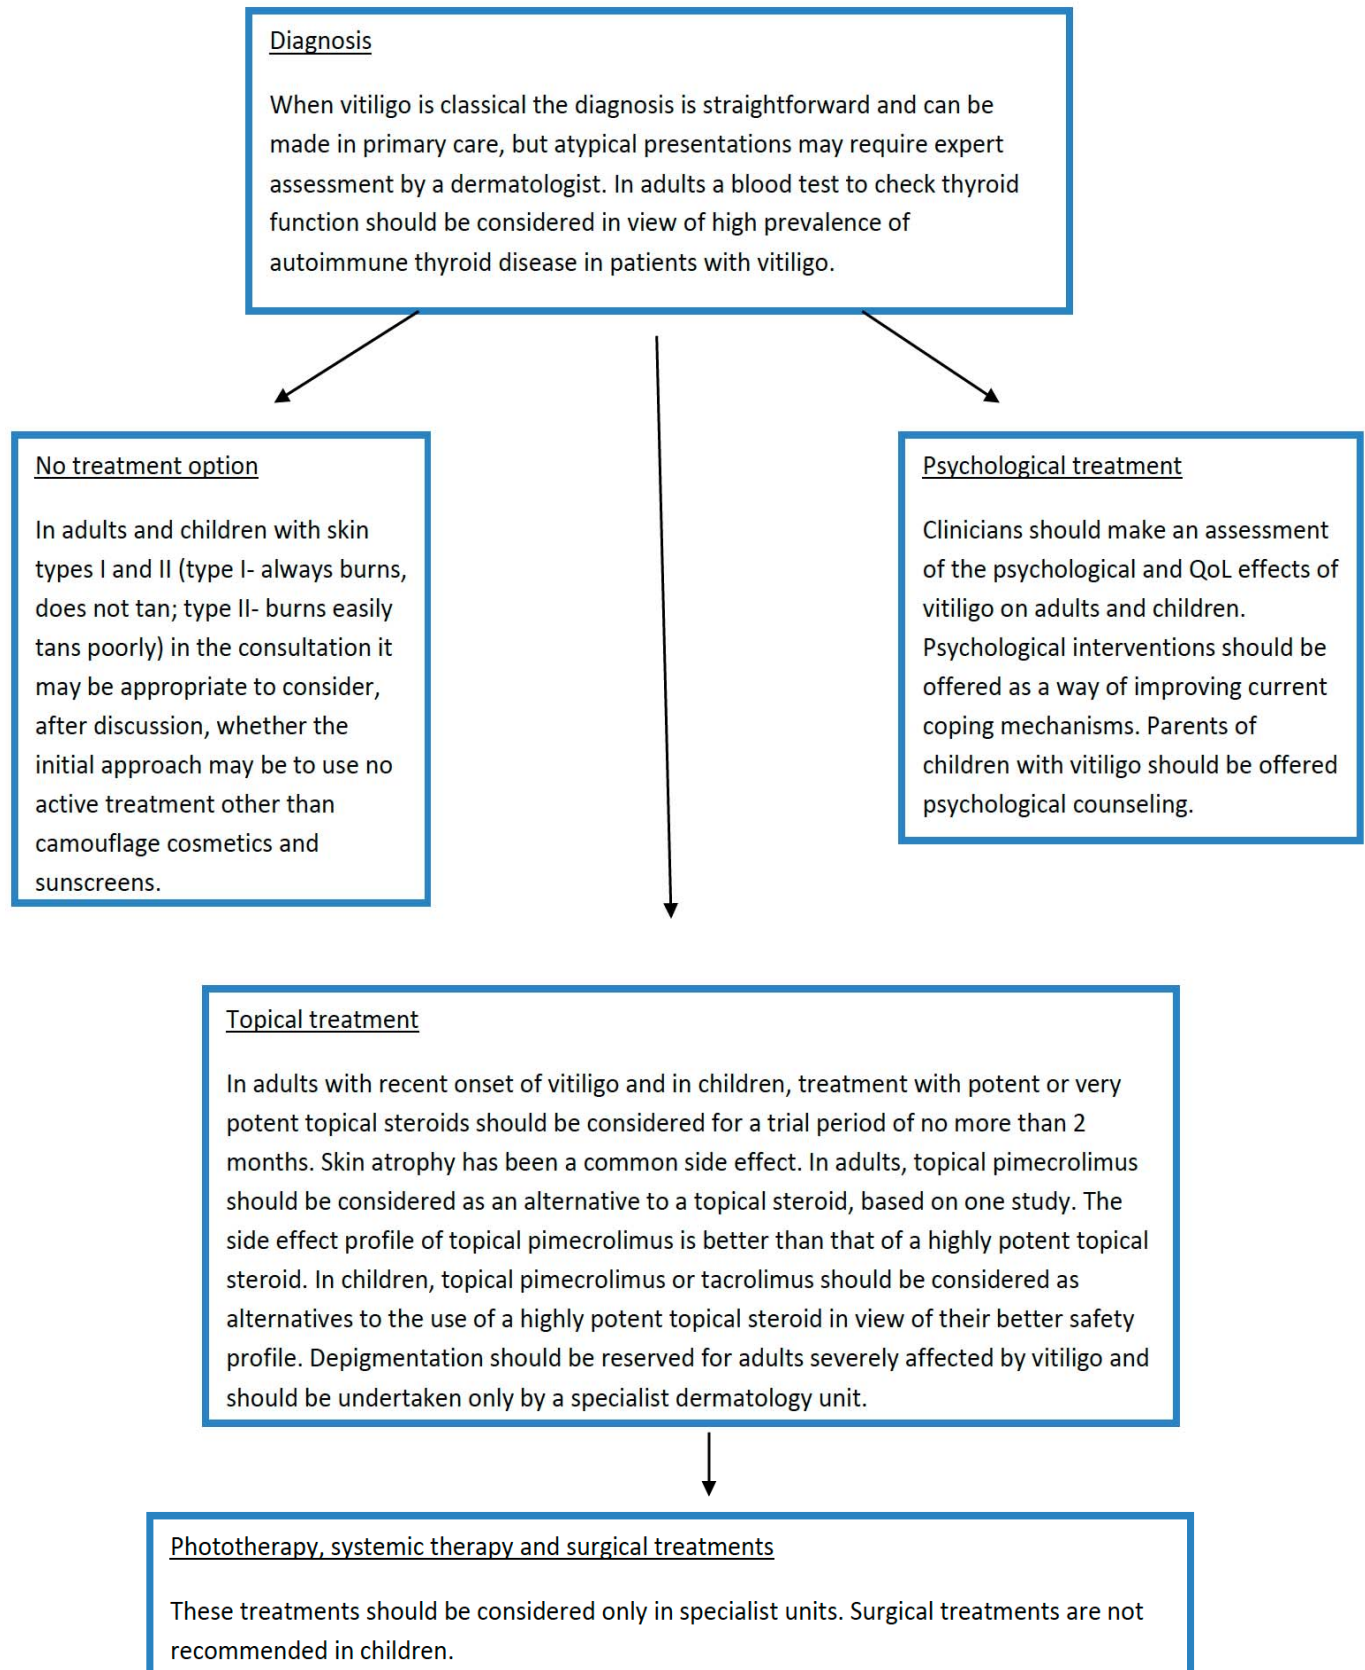 Diagnosis
When vitiligo is classical the diagnosis is straightforward and can be
made in primary care, but atypical presentations may require expert
assessment by a dermatologist. In adults a blood test to check thyroid
function should be considered in view of high prevalence of
autoimmune thyroid disease in patients with vitiligo.
No treatment option
In adults and children with skin
types I and II (type I- always burns,
does not tan; type II- burns easily
tans poorly) in the consultation it
may be appropriate to consider,
after discussion, whether the
initial approach may be to use no
active treatment other than
camouflage cosmetics and
sunscreens.
Psychological treatment
Clinicians should make an assessment
of the psychological and QoL effects of
vitiligo on adults and children.
Psychological interventions should be
offered as a way of improving current
coping mechanisms. Parents of
children with vitiligo should be offered
psychological counseling.
Topical treatment
In adults with recent onset of vitiligo and in children, treatment with potent or very
potent topical steroids should be considered for a trial period of no more than 2
months. Skin atrophy has been a common side effect. In adults, topical pimecrolimus
should be considered as an alternative to a topical steroid, based on one study. The
side effect profile of topical pimecrolimus is better than that of a highly potent topical
steroid. In children, topical pimecrolimus or tacrolimus should be considered as
alternatives to the use of a highly potent topical steroid in view of their better safety
profile. Depigmentation should be reserved for adults severely affected by vitiligo and
should be undertaken only by a specialist dermatology unit.
Phototherapy, systemic therapy and surgical treatments
These treatments should be considered only in specialist units. Surgical treatments are not
recommended in children.